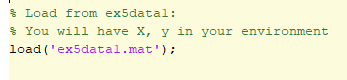 % Load from ex5data1:
% You will have X, y in your environment
load('ex5data1.mat');